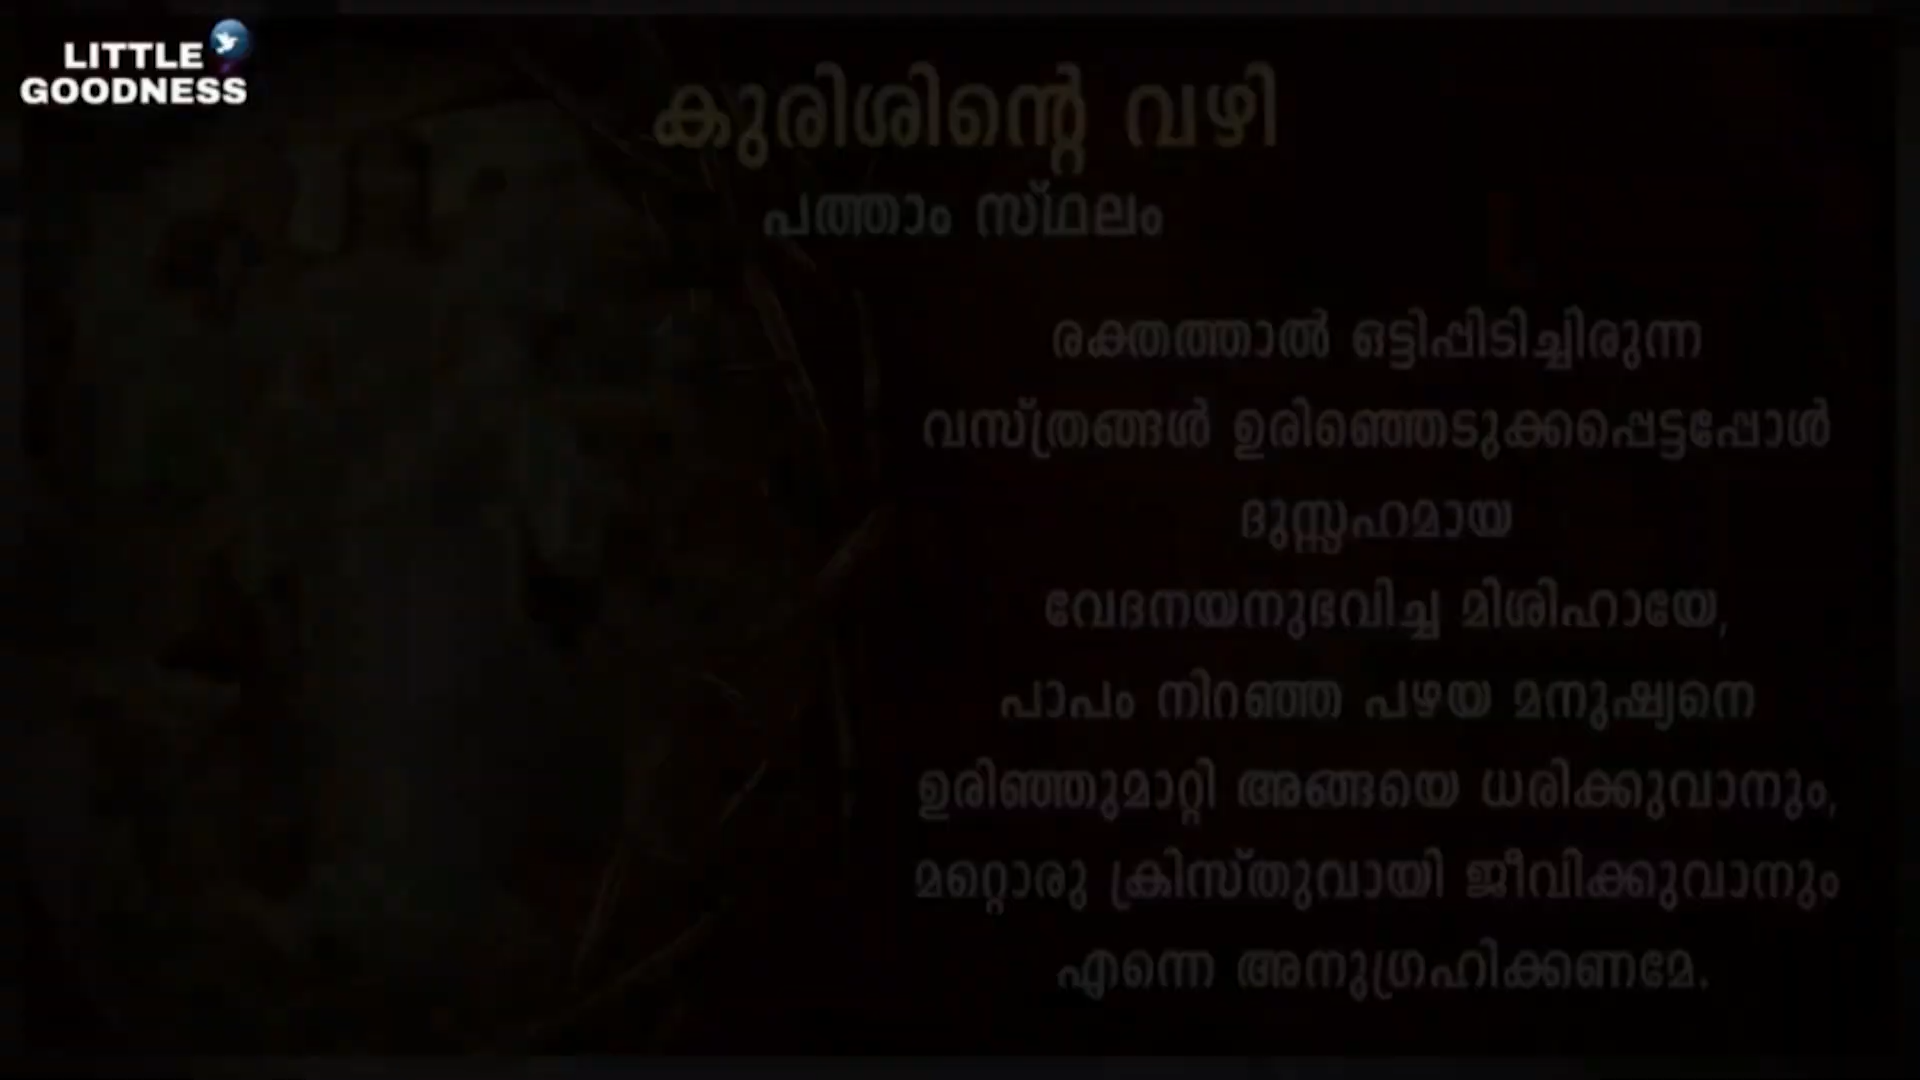 LITTLE
GOODNESS
കുരിശിന്റെ വഴി
പത്താം സ്ഥലം
രക്തത്താൽ ഒട്ടിപ്പിടിച്ചിരുന്ന
വസ്ത്രങ്ങൾ ഉരിഞ്ഞെടുക്കപ്പെട്ടപ്പോൾ
ദുസ്സഹമായ
വേദനയനുഭവിച്ച മിശിഹായേ,
പാപം നിറഞ്ഞ പഴയ മനുഷ്യനെ
ഉരിഞ്ഞുമാറ്റി അങ്ങയെ ധരിക്കുവാനും,
മറ്റൊരു ക്രിസ്തുവായി ജീവിക്കുവാനും
എന്നെ അനുഗ്രഹിക്കണമേ.